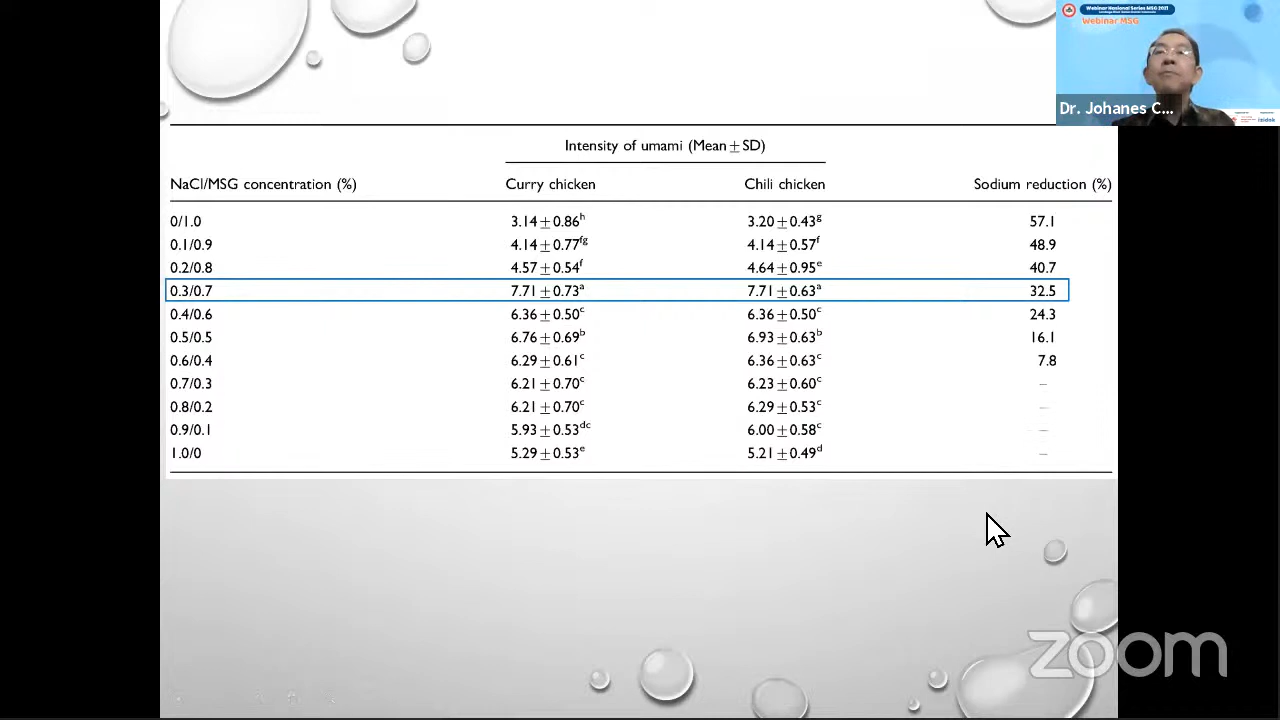 Webinar Nasional Series MSG 2021
Webinar MSG
Dr. Johanes C...
Intensity of umami (Mean±SD)
NaCl/MSG concentration (%) Curry chicken Chili chicken Sodium reduction (%)
0/1.0 3.14±0.86h 3.20±0.43g 57.1
0.1/0.9 4.14±0.77fg 4.14±0.57f 48.9
0.2/0.8 4.57±0.54f 4.64±0.95e 40.7
0.3/0.7 7.71±0.73a 7.71±0.63a 32.5
0.4/0.6 6.36±0.50c 6.36±0.50c 24.3
0.5/0.5 6.76±0.69b 6.93±0.63b 16.1
0.6/0.4 6.29±0.61c 6.36±0.63c 7.8
0.7/0.3 6.21±0.70c 6.23±0.60c –
0.8/0.2 6.21±0.70c 6.29±0.53c –
0.9/0.1 5.93±0.53dc 6.00±0.58c –
1.0/0 5.29±0.53e 5.21±0.49d –
zoom